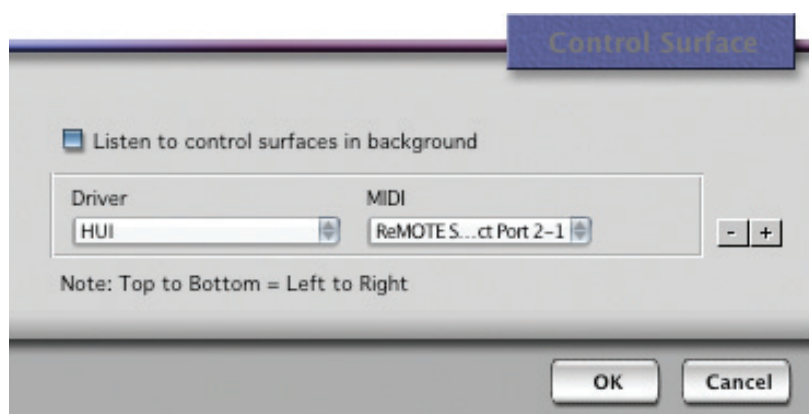 Control Surface
Listen to control surfaces in background
Driver MIDI
HUI ReMOTE S...ct Port 2-1 - +
Note: Top to Bottom = Left to Right
OK Cancel